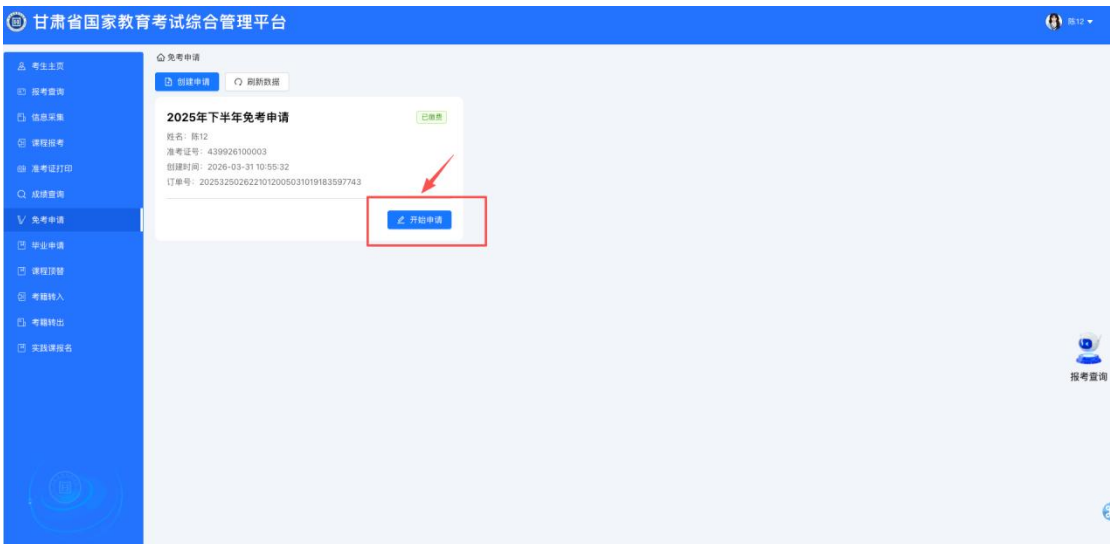 甘肃省国家教育考试综合管理平台
陈12
考生主页
报考查询
信息采集
课程报考
准考证打印
成绩查询
免考申请
毕业申请
课程顶替
考籍转入
考籍转出
实践课报名
免考申请
创建申请
刷新数据
2025年下半年免考申请
已缴费
姓名：陈12
准考证号：439926100003
创建时间：2026-03-31 10:55:32
订单号：2025325026221012005031019183597743
开始申请
报考查询